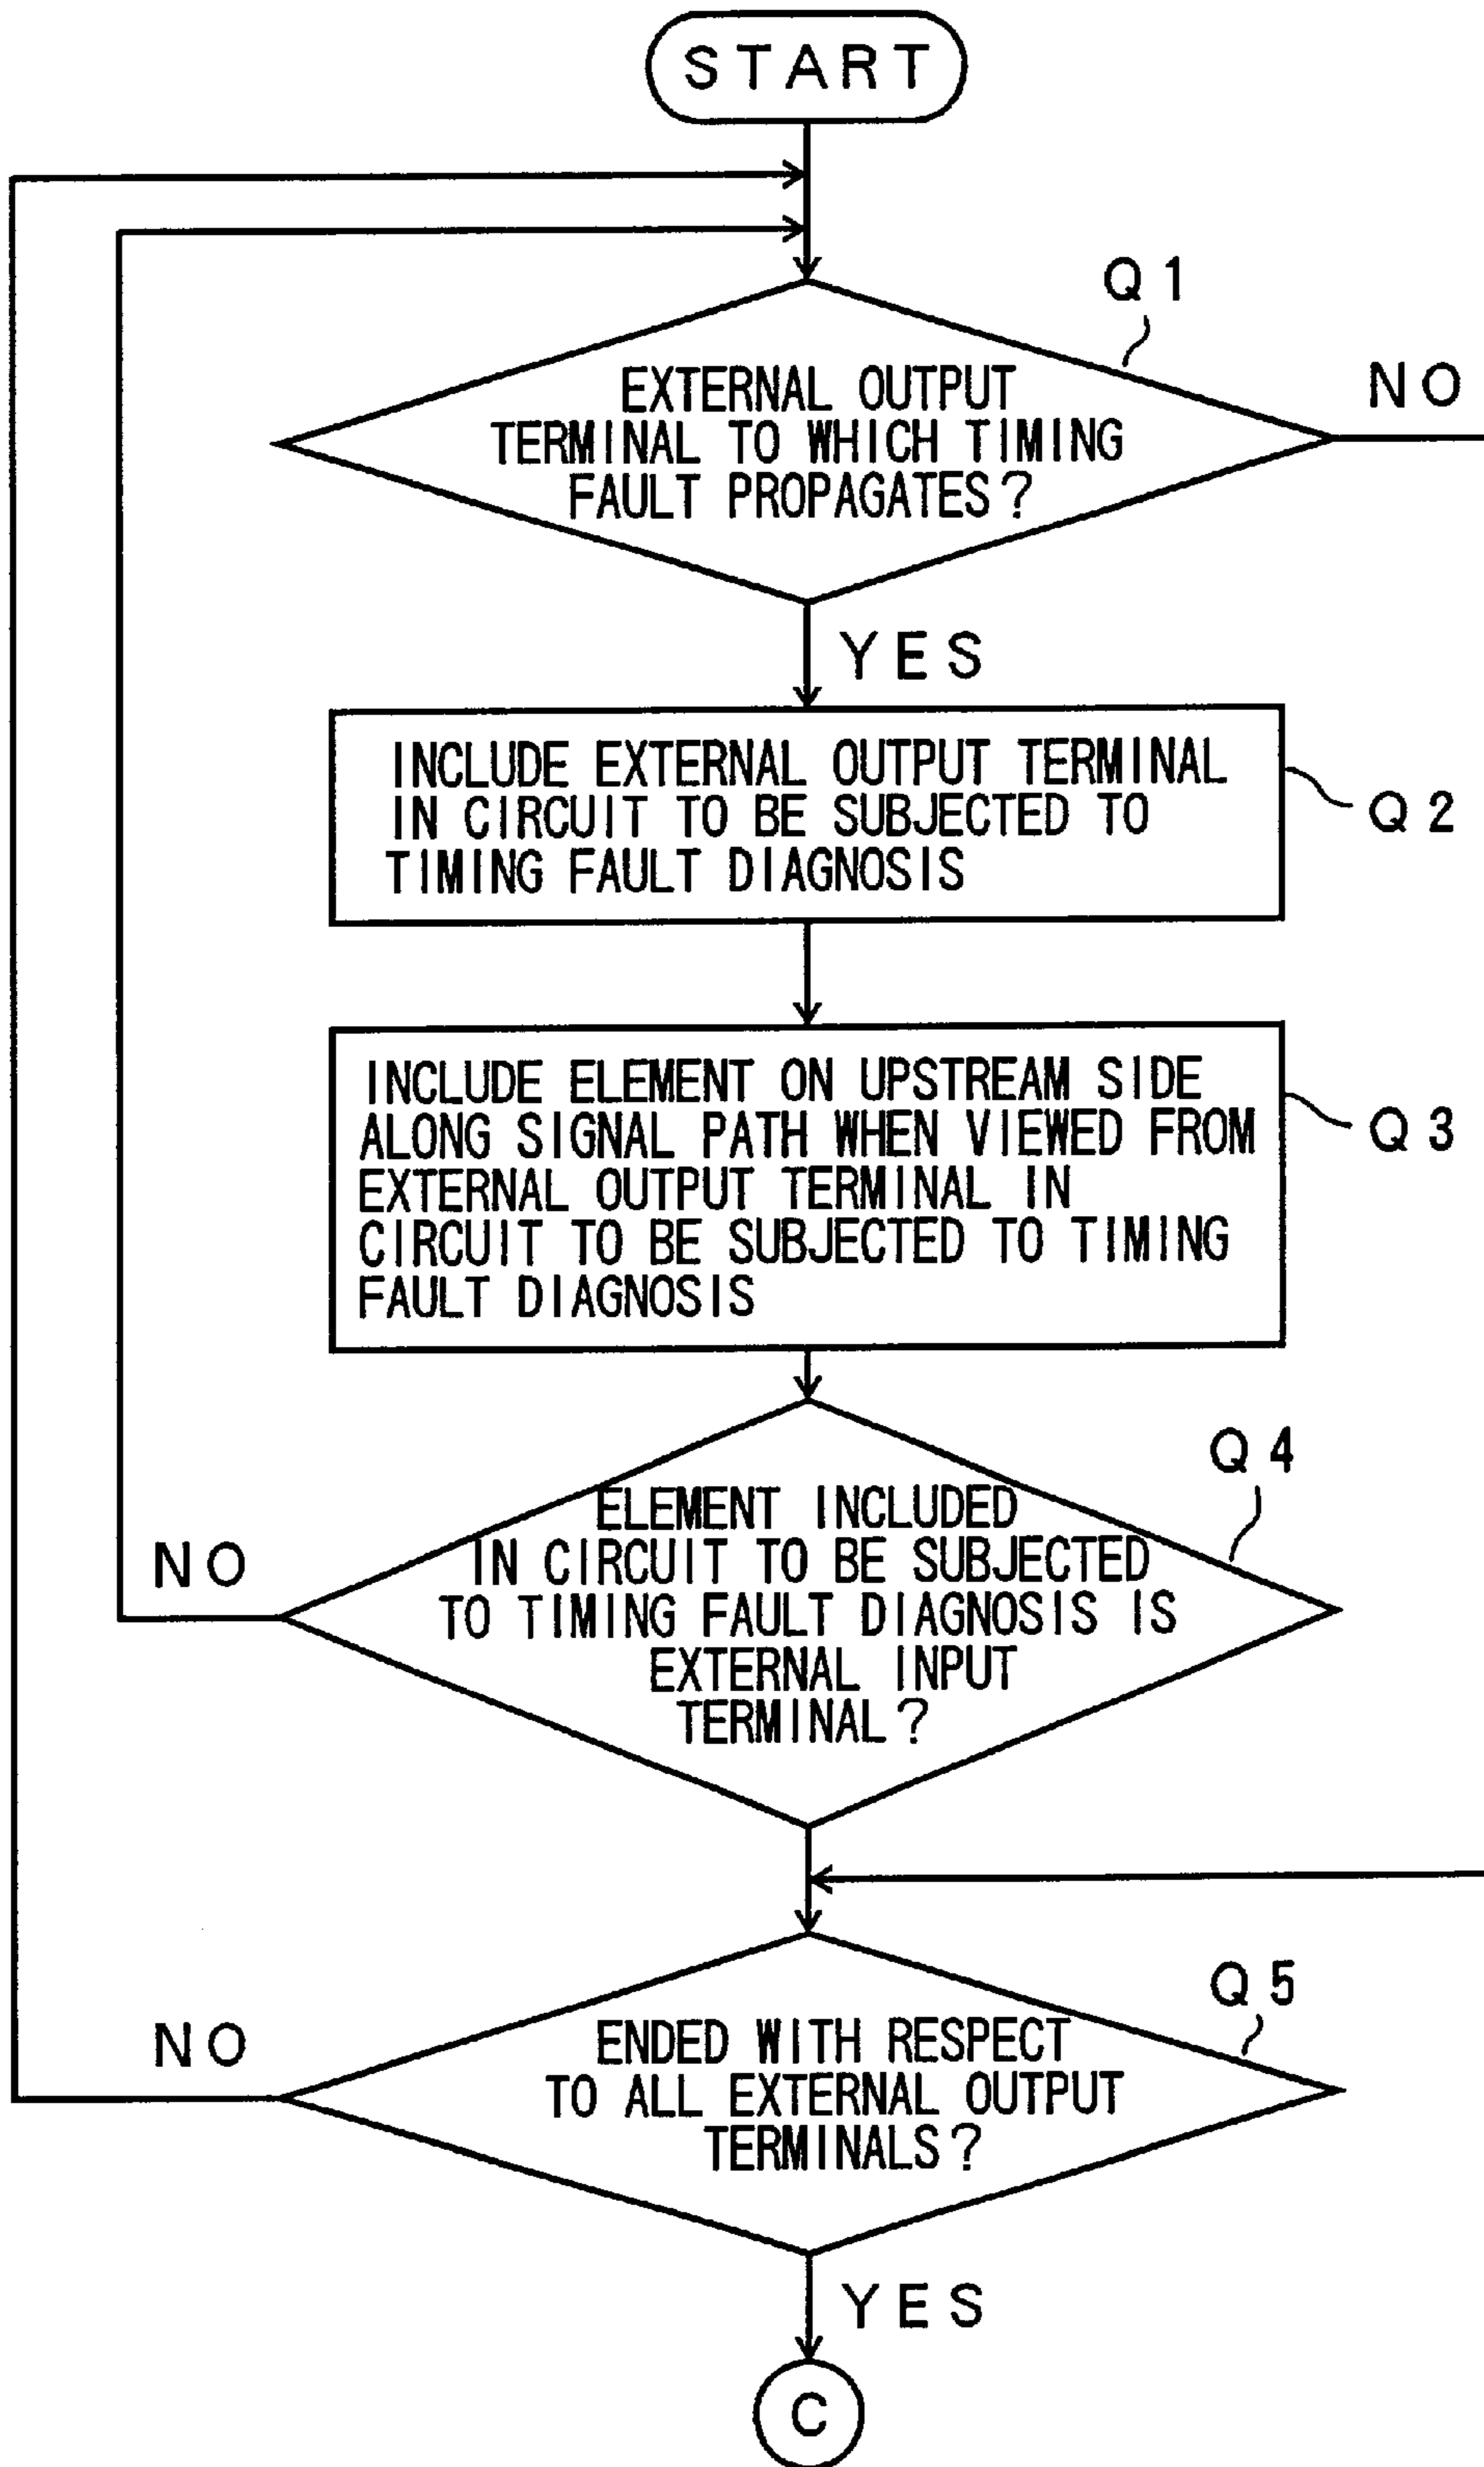 START
Q1
EXTERNAL OUTPUT
TERMINAL TO WHICH TIMING
FAULT PROPAGATES?
NO
YES
INCLUDE EXTERNAL OUTPUT TERMINAL
IN CIRCUIT TO BE SUBJECTED TO
TIMING FAULT DIAGNOSIS
Q2
INCLUDE ELEMENT ON UPSTREAM SIDE
ALONG SIGNAL PATH WHEN VIEWED FROM
EXTERNAL OUTPUT TERMINAL IN
CIRCUIT TO BE SUBJECTED TO TIMING
FAULT DIAGNOSIS
Q3
Q4
ELEMENT INCLUDED
IN CIRCUIT TO BE SUBJECTED
TO TIMING FAULT DIAGNOSIS IS
EXTERNAL INPUT
TERMINAL?
NO
Q5
ENDED WITH RESPECT
TO ALL EXTERNAL OUTPUT
TERMINALS?
NO
YES
C